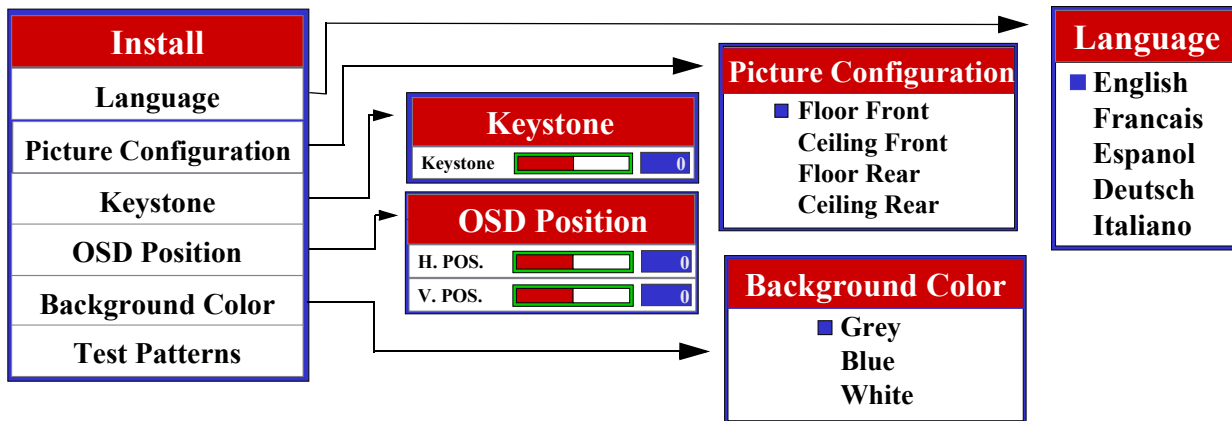 Install
Language
Picture Configuration
Keystone
OSD Position
Background Color
Test Patterns
Keystone
Keystone 0
OSD Position
H. POS. 0
V. POS. 0
Picture Configuration
Floor Front
Ceiling Front
Floor Rear
Ceiling Rear
Background Color
Grey
Blue
White
Language
English
Francais
Espanol
Deutsch
Italiano